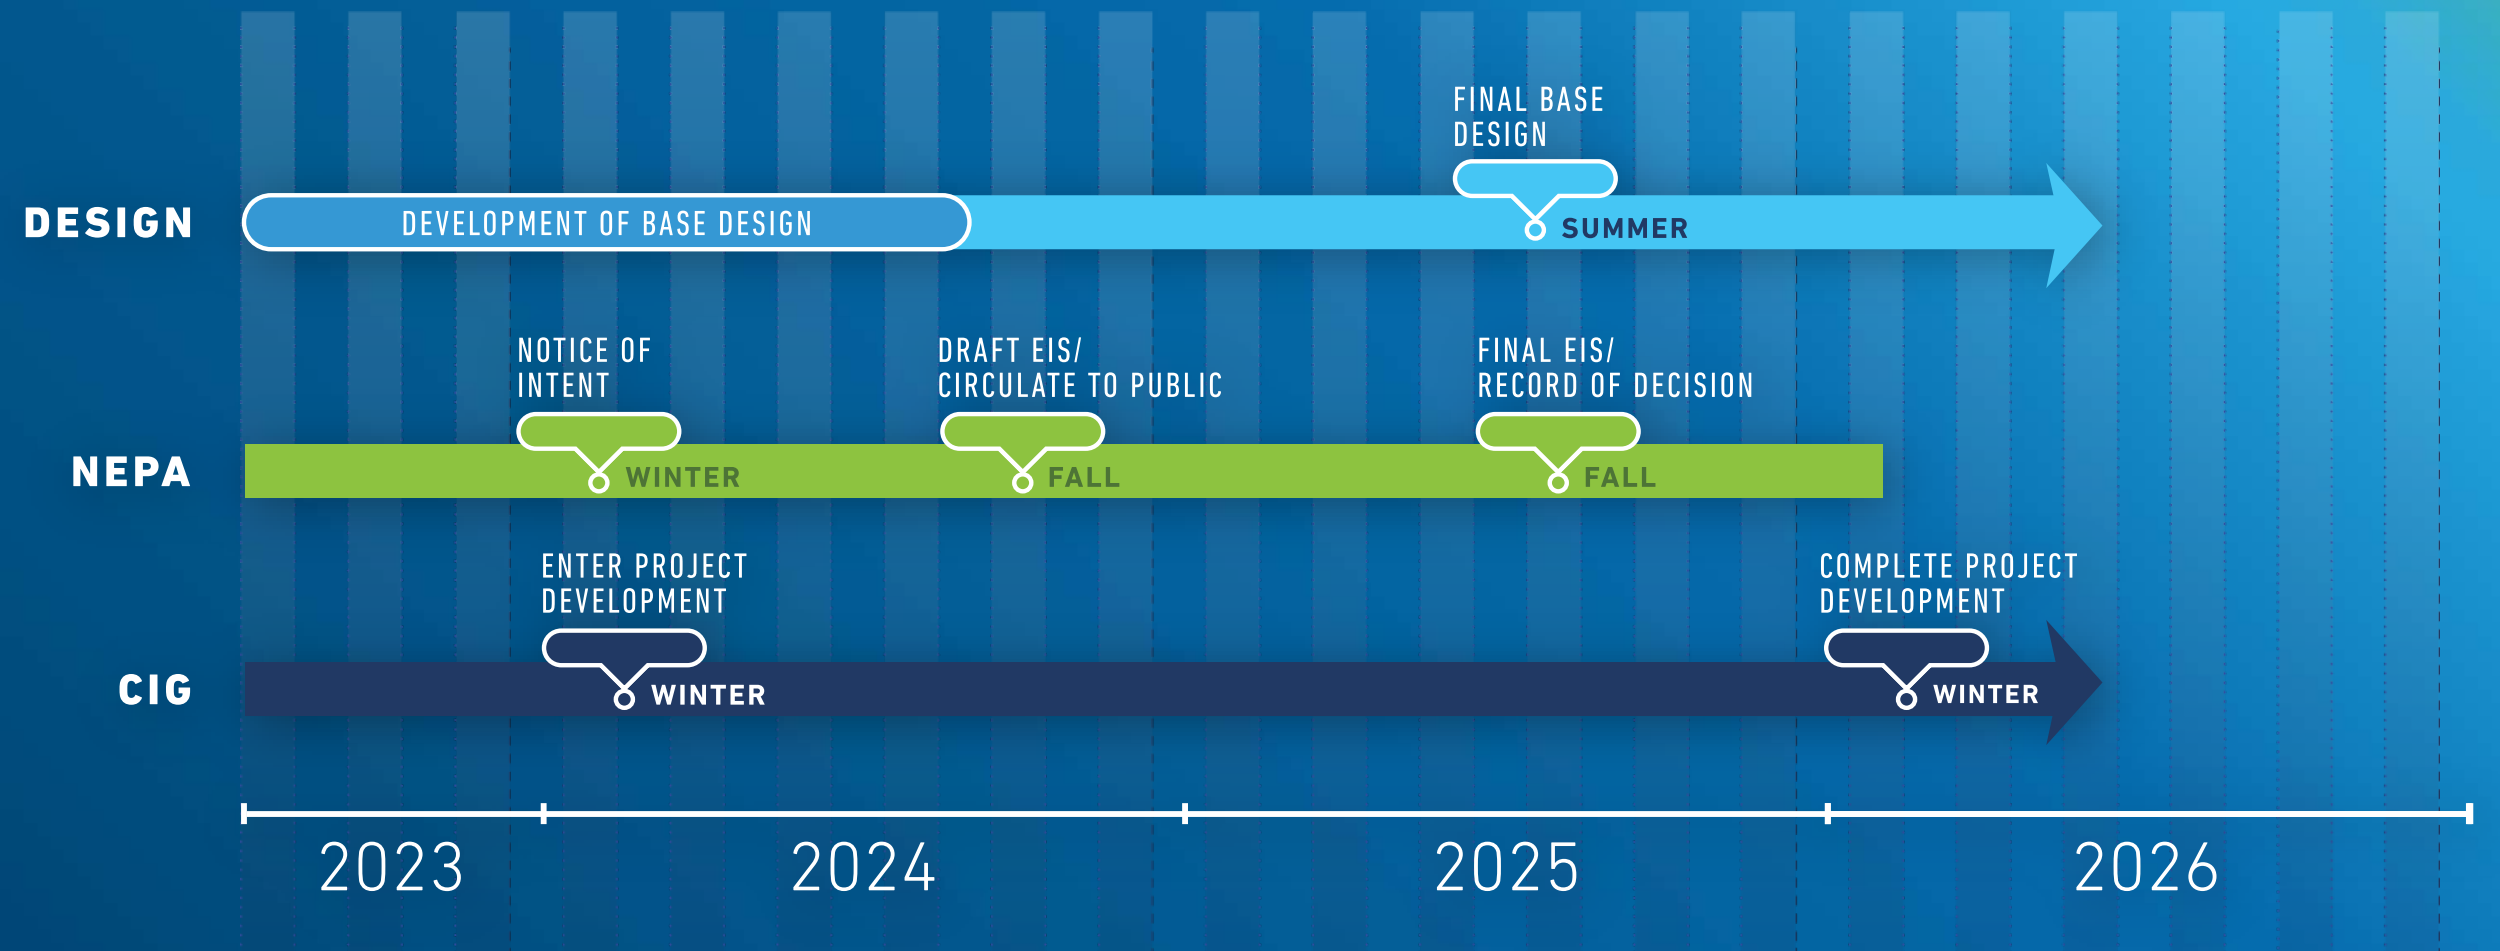 FINAL BASE
DESIGN
DESIGN
DEVELOPMENT OF BASE DESIGN
SUMMER
NOTICE OF
INTENT
DRAFT EIS/
CIRCULATE TO PUBLIC
FINAL EIS/
RECORD OF DECISION
NEPA
WINTER
FALL
FALL
ENTER PROJECT
DEVELOPMENT
COMPLETE PROJECT
DEVELOPMENT
CIG
WINTER
WINTER
2023
2024
2025
2026